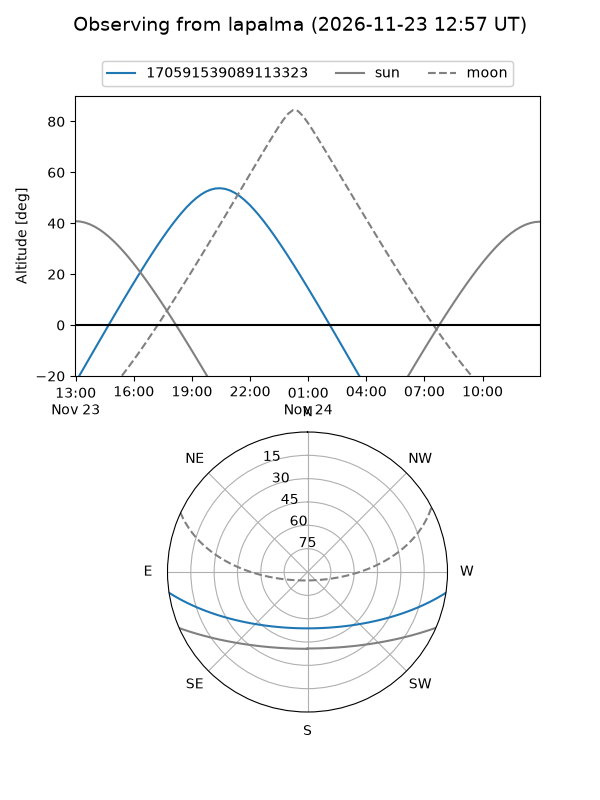 Observing from lapalma (2026-11-23 12:57 UT)
170591539089113323 sun moon
Altitude [deg]
80
60
40
20
0
−20
13:00 16:00 19:00 22:00 01:00 04:00 07:00 10:00
Nov 23 Nov 24
N
NE NW
15
30
45
60
75
E W
SE SW
S